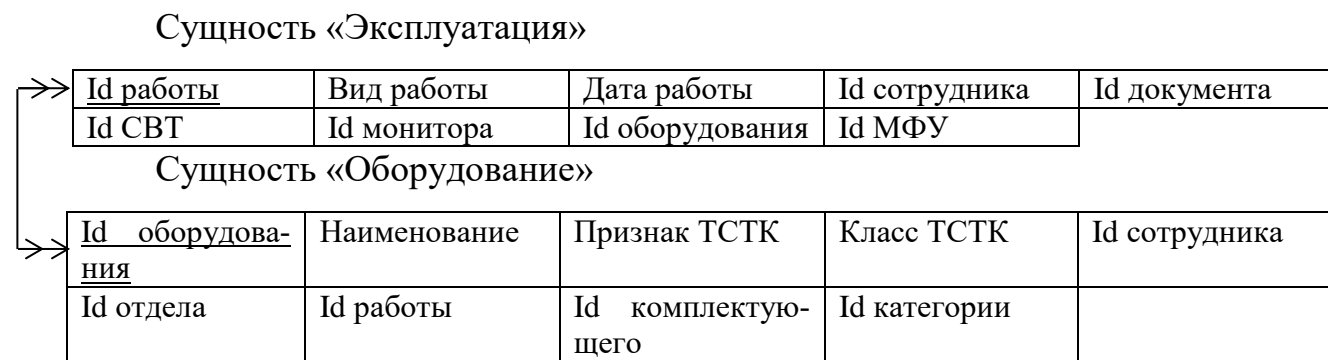 Сущность «Эксплуатация»
Id работы Вид работы Дата работы Id сотрудника Id документа
Id СВТ Id монитора Id оборудования Id МФУ
Сущность «Оборудование»
Id оборудова- Наименование Признак ТСТК Класс ТСТК Id сотрудника
ния
Id отдела Id работы Id комплектую- Id категории
щего